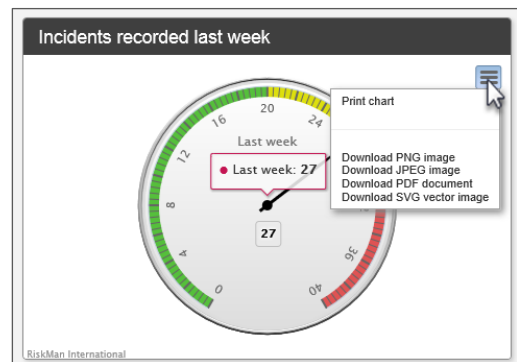 Incidents recorded last week
Print chart
Download PNG image
Download JPEG image
Download PDF document
Download SVG vector image
Last week
Last week: 27
27
0
4
8
12
16
20
24
36
40
RiskMan International